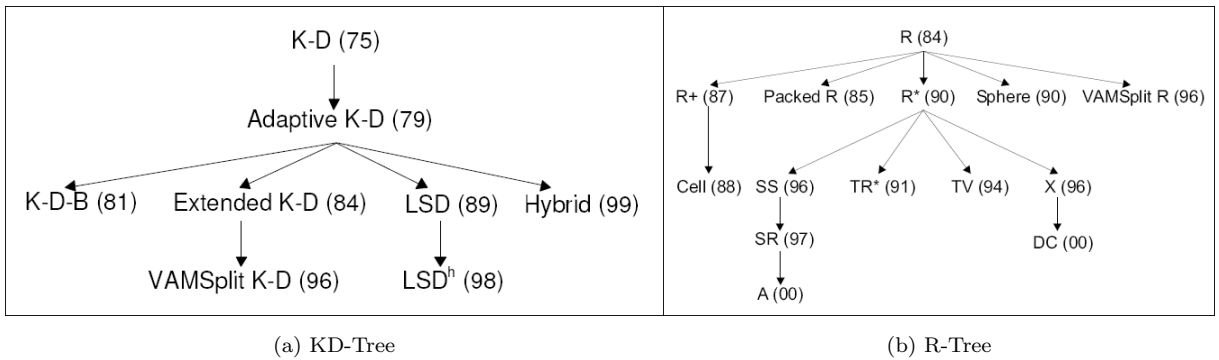 K-D (75)
Adaptive K-D (79)
K-D-B (81) Extended K-D (84) LSD (89) Hybrid (99)
VAMSplit K-D (96) LSDʰ (98)
(a) KD-Tree
R (84)
R+ (87) Packed R (85) R* (90) Sphere (90) VAMSplit R (96)
Cell (88) SS (96) TR* (91) TV (94) X (96)
SR (97) DC (00)
A (00)
(b) R-Tree